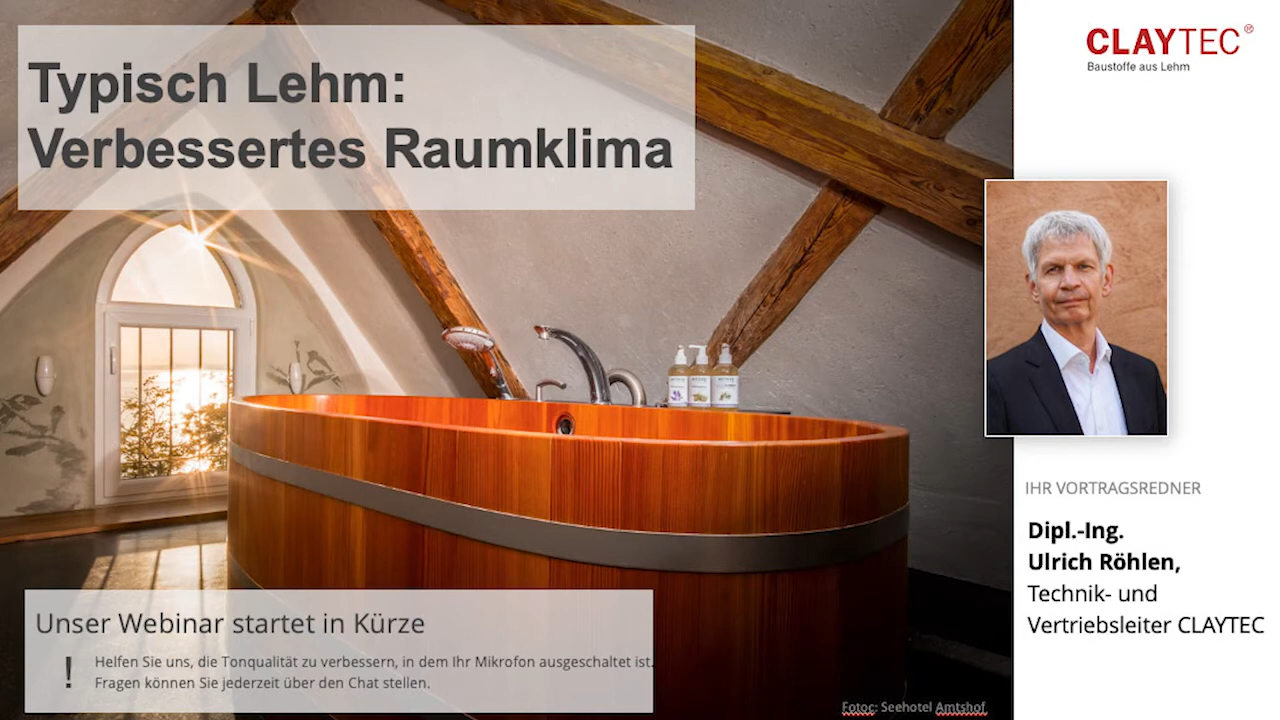 Typisch Lehm:
Verbessertes Raumklima
CLAYTEC®
Baustoffe aus Lehm
IHR VORTRAGSREDNER
Dipl.-Ing.
Ulrich Röhlen,
Technik- und
Vertriebsleiter CLAYTEC
Unser Webinar startet in Kürze
! Helfen Sie uns, die Tonqualität zu verbessern, in dem Ihr Mikrofon ausgeschaltet ist.
Fragen können Sie jederzeit über den Chat stellen.
Fotoc: Seehotel Amtshof